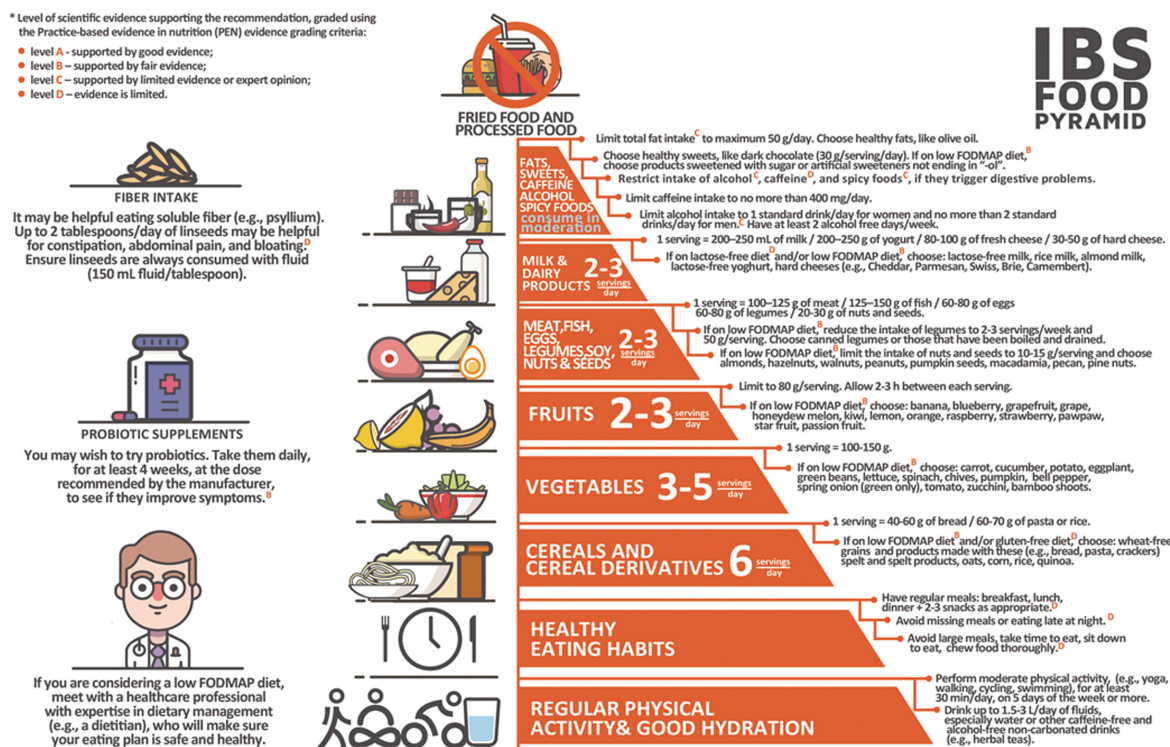 * Level of scientific evidence supporting the recommendation, graded using
the Practice-based evidence in nutrition (PEN) evidence grading criteria:
level A - supported by good evidence;
level B – supported by fair evidence;
level C – supported by limited evidence or expert opinion;
level D – evidence is limited.
IBS
FOOD
PYRAMID
FRIED FOOD AND
PROCESSED FOOD
FIBER INTAKE
It may be helpful eating soluble fiber (e.g., psyllium).
Up to 2 tablespoons/day of linseeds may be helpful
for constipation, abdominal pain, and bloating.D
Ensure linseeds are always consumed with fluid
(150 mL fluid/tablespoon).
PROBIOTIC SUPPLEMENTS
You may wish to try probiotics. Take them daily,
for at least 4 weeks, at the dose
recommended by the manufacturer,
to see if they improve symptoms.B
If you are considering a low FODMAP diet,
meet with a healthcare professional
with expertise in dietary management
(e.g., a dietitian), who will make sure
your eating plan is safe and healthy.
FATS,
SWEETS,
CAFFEINE
ALCOHOL
SPICY FOODS
consume in
moderation
Limit total fat intakeC to maximum 50 g/day. Choose healthy fats, like olive oil.
Choose healthy sweets, like dark chocolate (30 g/serving/day). If on low FODMAP diet,B
choose products sweetened with sugar or artificial sweeteners not ending in “-ol”.
Restrict intake of alcoholC, caffeineD, and spicy foodsC, if they trigger digestive problems.
Limit caffeine intake to no more than 400 mg/day.
Limit alcohol intake to 1 standard drink/day for women and no more than 2 standard
drinks/day for men.C Have at least 2 alcohol free days/week.
MILK &
DAIRY
PRODUCTS
2-3
servings
day
1 serving = 200–250 mL of milk / 200–250 g of yogurt / 80-100 g of fresh cheese / 30-50 g of hard cheese.
If on lactose-free dietD and/or low FODMAP diet,B choose: lactose-free milk, rice milk, almond milk,
lactose-free yoghurt, hard cheeses (e.g., Cheddar, Parmesan, Swiss, Brie, Camembert).
MEAT,FISH,
EGGS,
LEGUMES,SOY,
NUTS & SEEDS
2-3
servings
day
1 serving = 100–125 g of meat / 125–150 g of fish / 60-80 g of eggs
60-80 g of legumes / 20-30 g of nuts and seeds.
If on low FODMAP diet,B reduce the intake of legumes to 2-3 servings/week and
50 g/serving. Choose canned legumes or those that have been boiled and drained.
If on low FODMAP diet,B limit the intake of nuts and seeds to 10-15 g/serving and choose
almonds, hazelnuts, walnuts, peanuts, pumpkin seeds, macadamia, pecan, pine nuts.
FRUITS
2-3
servings
day
Limit to 80 g/serving. Allow 2-3 h between each serving.
If on low FODMAP diet,B choose: banana, blueberry, grapefruit, grape,
honeydew melon, kiwi, lemon, orange, raspberry, strawberry, pawpaw,
star fruit, passion fruit.
VEGETABLES
3-5
servings
day
1 serving = 100-150 g.
If on low FODMAP diet,B choose: carrot, cucumber, potato, eggplant,
green beans, lettuce, spinach, chives, pumpkin, bell pepper,
spring onion (green only), tomato, zucchini, bamboo shoots.
CEREALS AND
CEREAL DERIVATIVES
6
servings
day
1 serving = 40-60 g of bread / 60-70 g of pasta or rice.
If on low FODMAP dietB and/or gluten-free diet,D choose: wheat-free
grains and products made with these (e.g., bread, pasta, crackers)
spelt and spelt products, oats, corn, rice, quinoa.
HEALTHY
EATING HABITS
Have regular meals: breakfast, lunch,
dinner + 2-3 snacks as appropriate.D
Avoid missing meals or eating late at night. D
Avoid large meals, take time to eat, sit down
to eat, chew food thoroughly.D
REGULAR PHYSICAL
ACTIVITY& GOOD HYDRATION
Perform moderate physical activity, (e.g., yoga,
walking, cycling, swimming), for at least
30 min/day, on 5 days of the week or more.
Drink up to 1.5-3 L/day of fluids,
especially water or other caffeine-free and
alcohol-free non-carbonated drinks
(e.g., herbal teas).